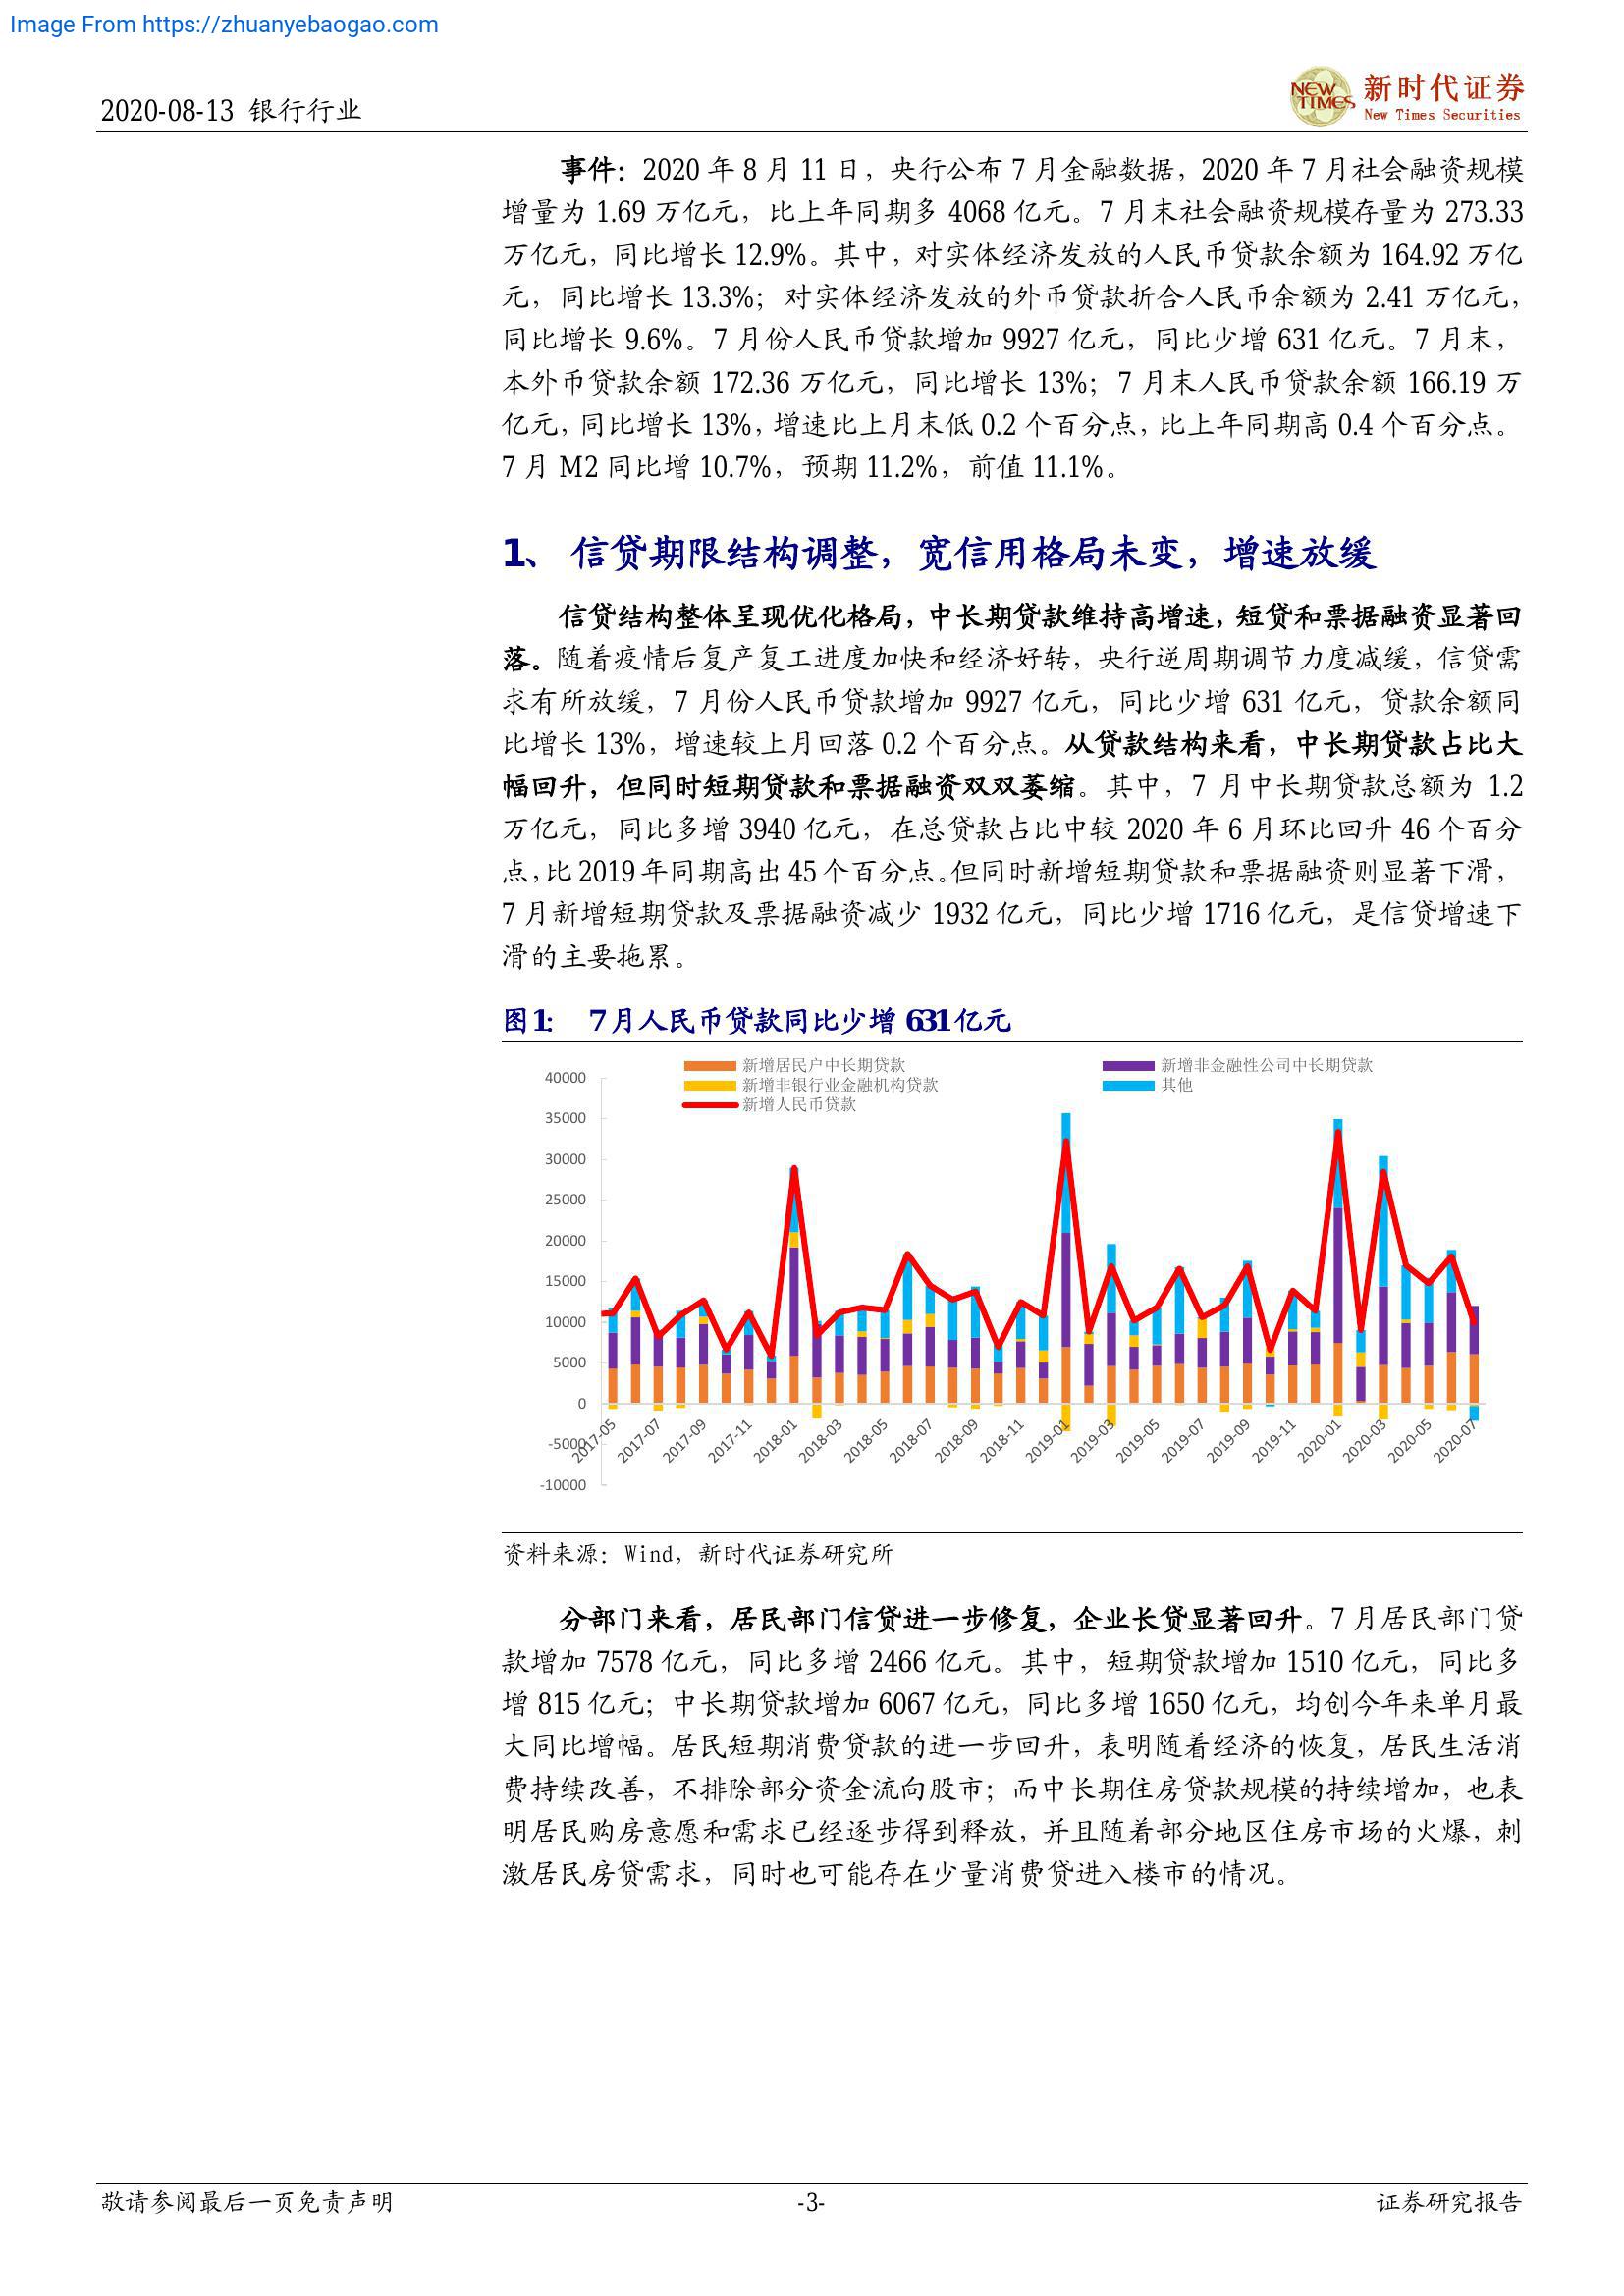 Image From https://zhuanyebaogao.com
2020-08-13 银行行业
NEW TIMES
新时代证券
New Times Securities
事件：2020 年 8 月 11 日，央行公布 7 月金融数据，2020 年 7 月社会融资规模
增量为 1.69 万亿元，比上年同期多 4068 亿元。7 月末社会融资规模存量为 273.33
万亿元，同比增长 12.9%。其中，对实体经济发放的人民币贷款余额为 164.92 万亿
元，同比增长 13.3%；对实体经济发放的外币贷款折合人民币余额为 2.41 万亿元，
同比增长 9.6%。7 月份人民币贷款增加 9927 亿元，同比少增 631 亿元。7 月末，
本外币贷款余额 172.36 万亿元，同比增长 13%；7 月末人民币贷款余额 166.19 万
亿元，同比增长 13%，增速比上月末低 0.2 个百分点，比上年同期高 0.4 个百分点。
7 月 M2 同比增 10.7%，预期 11.2%，前值 11.1%。
1、 信贷期限结构调整，宽信用格局未变，增速放缓
信贷结构整体呈现优化格局，中长期贷款维持高增速，短贷和票据融资显著回
落。随着疫情后复产复工进度加快和经济好转，央行逆周期调节力度减缓，信贷需
求有所放缓，7 月份人民币贷款增加 9927 亿元，同比少增 631 亿元，贷款余额同
比增长 13%，增速较上月回落 0.2 个百分点。从贷款结构来看，中长期贷款占比大
幅回升，但同时短期贷款和票据融资双双萎缩。其中，7 月中长期贷款总额为 1.2
万亿元，同比多增 3940 亿元，在总贷款占比中较 2020 年 6 月环比回升 46 个百分
点，比 2019 年同期高出 45 个百分点。但同时新增短期贷款和票据融资则显著下滑，
7 月新增短期贷款及票据融资减少 1932 亿元，同比少增 1716 亿元，是信贷增速下
滑的主要拖累。
图1： 7月人民币贷款同比少增 631亿元
新增居民户中长期贷款
新增非金融性公司中长期贷款
新增非银行业金融机构贷款
其他
新增人民币贷款
40000
35000
30000
25000
20000
15000
10000
5000
0
-5000
-10000
2017-05
2017-07
2017-09
2017-11
2018-01
2018-03
2018-05
2018-07
2018-09
2018-11
2019-01
2019-03
2019-05
2019-07
2019-09
2019-11
2020-01
2020-03
2020-05
2020-07
资料来源：Wind，新时代证券研究所
分部门来看，居民部门信贷进一步修复，企业长贷显著回升。7 月居民部门贷
款增加 7578 亿元，同比多增 2466 亿元。其中，短期贷款增加 1510 亿元，同比多
增 815 亿元；中长期贷款增加 6067 亿元，同比多增 1650 亿元，均创今年来单月最
大同比增幅。居民短期消费贷款的进一步回升，表明随着经济的恢复，居民生活消
费持续改善，不排除部分资金流向股市；而中长期住房贷款规模的持续增加，也表
明居民购房意愿和需求已经逐步得到释放，并且随着部分地区住房市场的火爆，刺
激居民房贷需求，同时也可能存在少量消费贷进入楼市的情况。
敬请参阅最后一页免责声明
-3-
证券研究报告